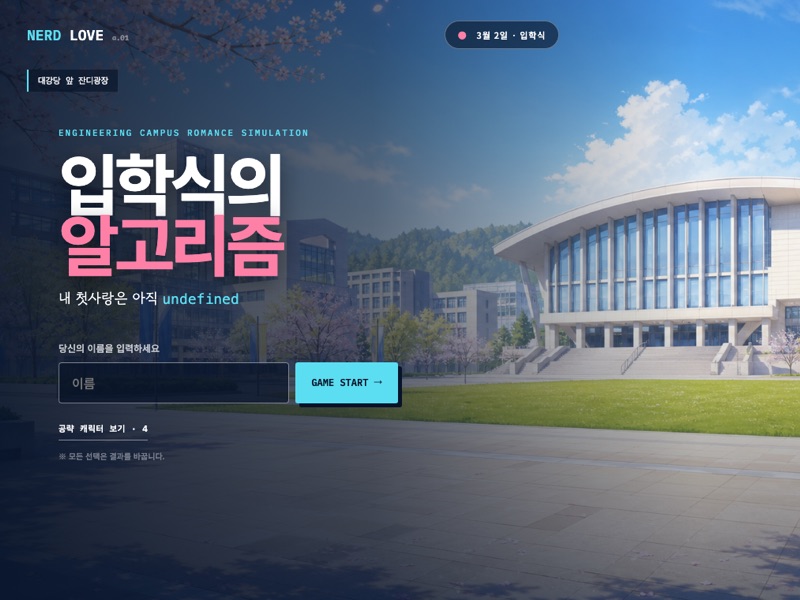 NERD LOVE v.01
3월 2일 · 입학식
대강당 앞 잔디광장
ENGINEERING CAMPUS ROMANCE SIMULATION
입학식의
알고리즘
내 첫사랑은 아직 undefined
당신의 이름을 입력하세요
이름
GAME START →
공략 캐릭터 보기 · 4
※ 모든 선택은 결과를 바꿉니다.